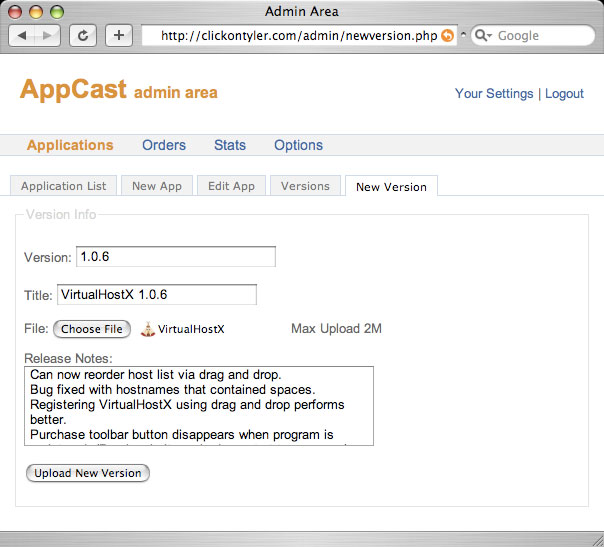 Admin Area
http://clickontyler.com/admin/newversion.php
Google
AppCast admin area
Your Settings | Logout
Applications Orders Stats Options
Application List New App Edit App Versions New Version
Version Info
Version: 1.0.6
Title: VirtualHostX 1.0.6
File: Choose File VirtualHostX Max Upload 2M
Release Notes:
Can now reorder host list via drag and drop.
Bug fixed with hostnames that contained spaces.
Registering VirtualHostX using drag and drop performs
better.
Purchase toolbar button disappears when program is
Upload New Version